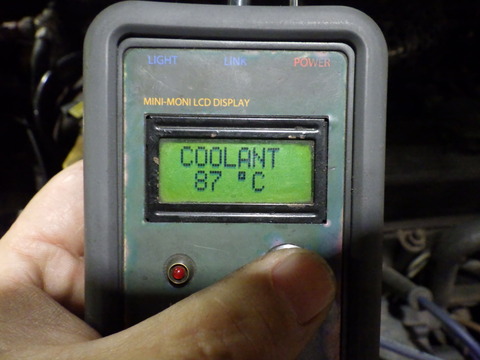 LIGHT LINK POWER
MINI-MONI LCD DISPLAY
COOLANT
87 °C